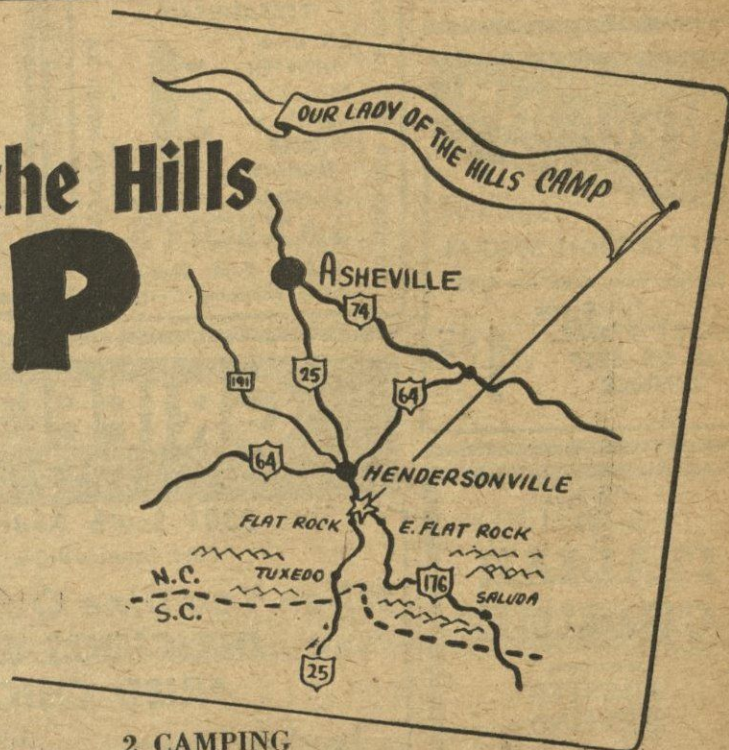 OUR LADY OF THE HILLS CAMP
the Hills
P
ASHEVILLE
74
191
25
64
64
HENDERSONVILLE
FLAT ROCK
E. FLAT ROCK
N.C.
TUXEDO
176
SALUDA
S.C.
25
2 CAMPING